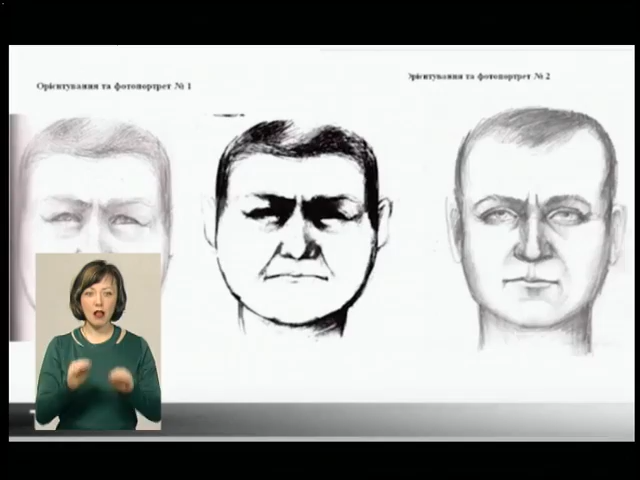 Орієнтування та фотопортрет № 1
Орієнтування та фотопортрет № 2